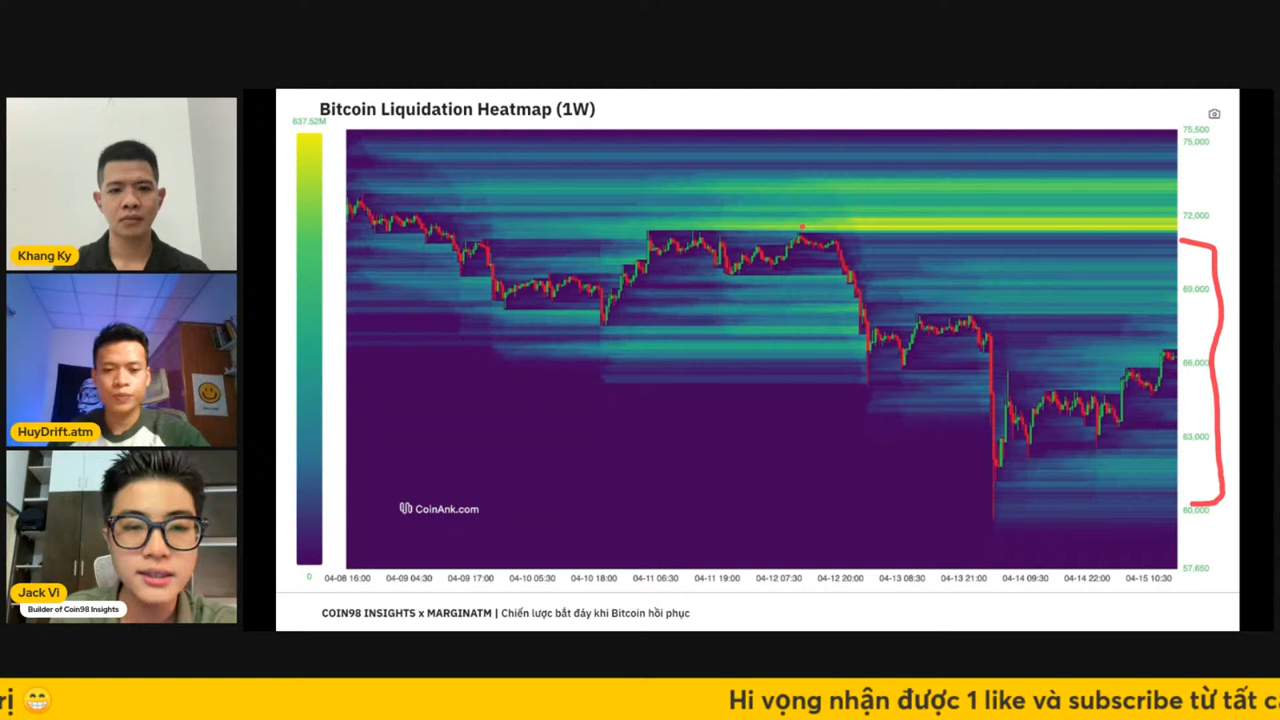 Bitcoin Liquidation Heatmap (1W)
637.52M
0
75,500
75,000
72,000
69,000
66,000
63,000
60,000
57,650
CoinAnk.com
04-08 16:00 04-09 04:30 04-09 17:00 04-10 05:30 04-10 18:00 04-11 06:30 04-11 19:00 04-12 07:30 04-12 20:00 04-13 08:30 04-13 21:00 04-14 09:30 04-14 22:00 04-15 10:30
COIN98 INSIGHTS x MARGINATM | Chiến lược bắt đáy khi Bitcoin hồi phục
Khang Ky
HuyDrift.atm
Jack Vĩ
Builder of Coin98 Insights
rị 😁 Hi vọng nhận được 1 like và subscribe từ tất cả